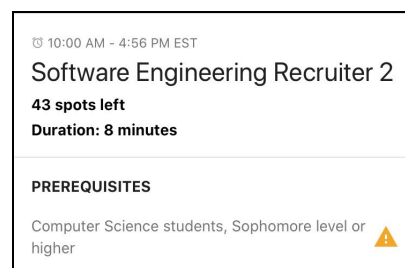 10:00 AM - 4:56 PM EST
Software Engineering Recruiter 2
43 spots left
Duration: 8 minutes
PREREQUISITES
Computer Science students, Sophomore level or
higher